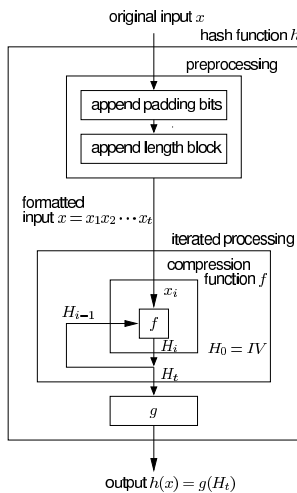 original input x
hash function h
preprocessing
append padding bits
append length block
formatted
input x = x₁x₂ ⋯ xₜ
iterated processing
compression
function f
xᵢ
Hᵢ₋₁
f
Hᵢ
H₀ = IV
Hₜ
g
output h(x) = g(Hₜ)